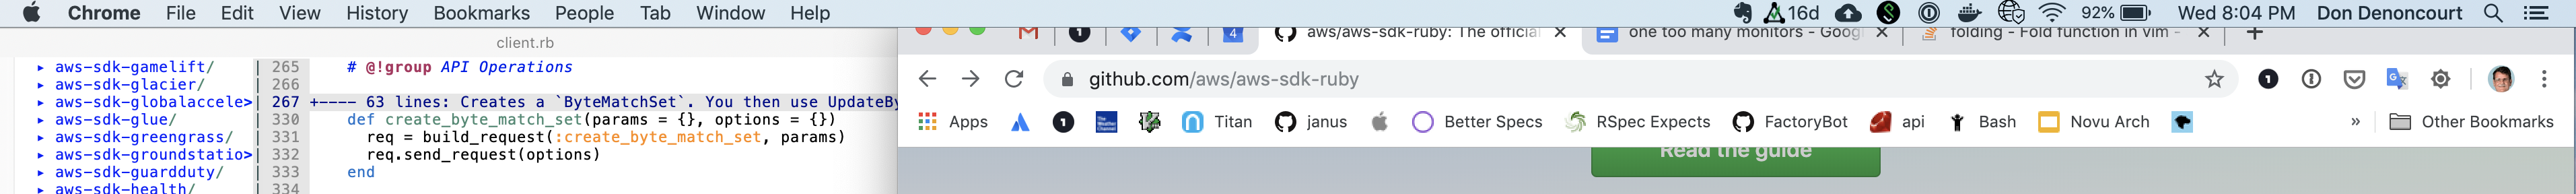 Chrome File Edit View History Bookmarks People Tab Window Help 16d 92% Wed 8:04 PM Don Denoncourt
client.rb
aws-sdk-gamelift/
aws-sdk-glacier/
aws-sdk-globalaccele>
aws-sdk-glue/
aws-sdk-greengrass/
aws-sdk-groundstatio>
aws-sdk-guardduty/
aws-sdk-health/
265 # @!group API Operations
266
267 +---- 63 lines: Creates a `ByteMatchSet`. You then use UpdateBy
330 def create_byte_match_set(params = {}, options = {})
331 req = build_request(:create_byte_match_set, params)
332 req.send_request(options)
333 end
334
1 4 aws/aws-sdk-ruby: The official one too many monitors - Goog folding - Fold function in vim -
github.com/aws/aws-sdk-ruby 1
Apps 1 Titan janus Better Specs RSpec Expects FactoryBot api Bash Novu Arch » Other Bookmarks
Read the guide